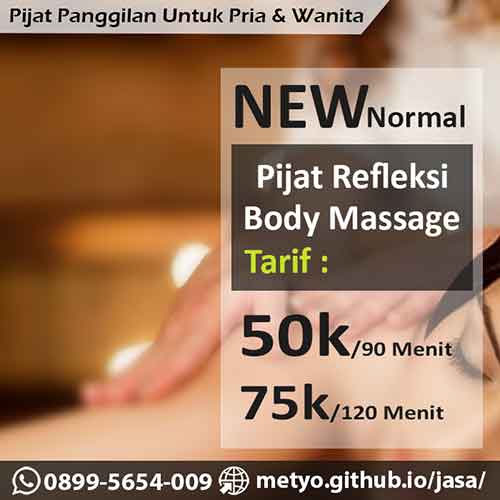 Pijat Panggilan Untuk Pria & Wanita
NEW Normal
Pijat Refleksi
Body Massage
Tarif :
50k/90 Menit
75k/120 Menit
0899-5654-009 metyo.github.io/jasa/